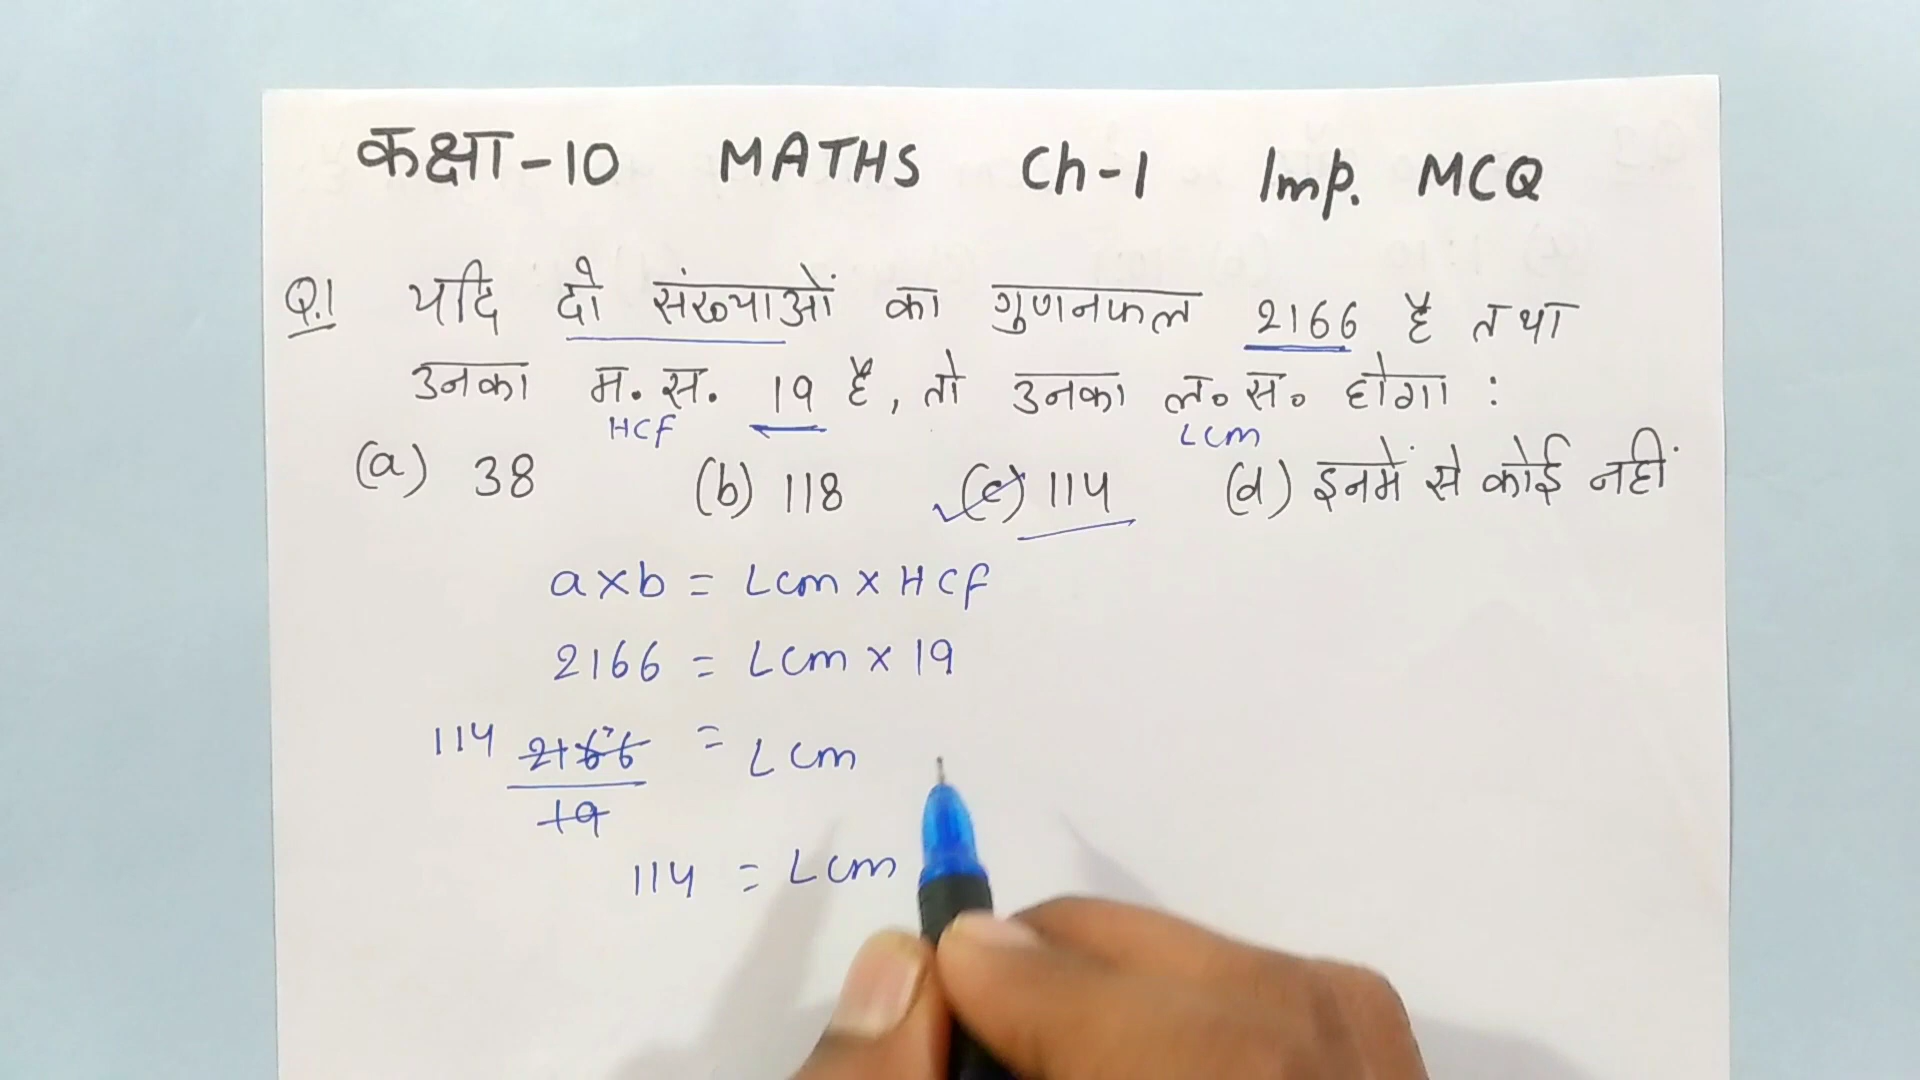 कक्षा-10 MATHS Ch-1 Imp. MCQ
Q.1 यदि दो संख्याओं का गुणनफल 2166 है तथा
उनका म.स. 19 है, तो उनका ल.स. होगा :
HCF LCM
(a) 38 (b) 118 (c) 114 (d) इनमें से कोई नहीं
a×b = LCM × HCF
2166 = LCM × 19
114 2166 = LCM
19
114 = LCM